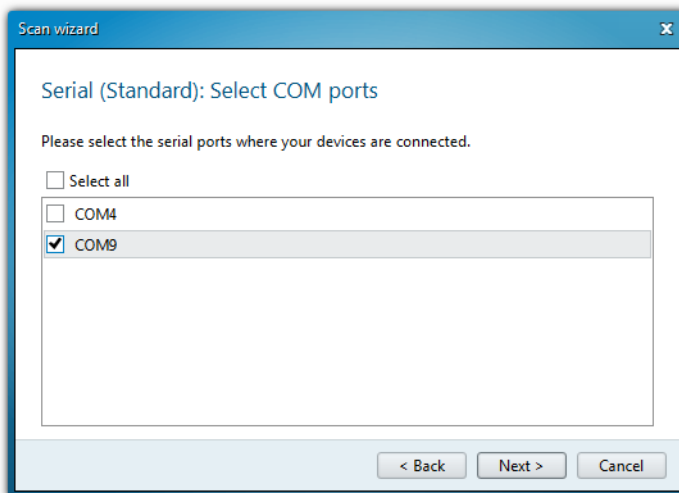 Scan wizard
Serial (Standard): Select COM ports
Please select the serial ports where your devices are connected.
Select all
COM4
COM9
< Back Next > Cancel